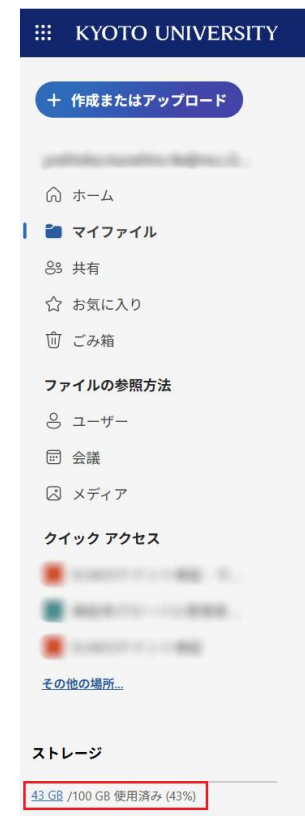 KYOTO UNIVERSITY
+ 作成またはアップロード
ホーム
マイファイル
共有
お気に入り
ごみ箱
ファイルの参照方法
ユーザー
会議
メディア
クイック アクセス
その他の場所...
ストレージ
43 GB /100 GB 使用済み (43%)